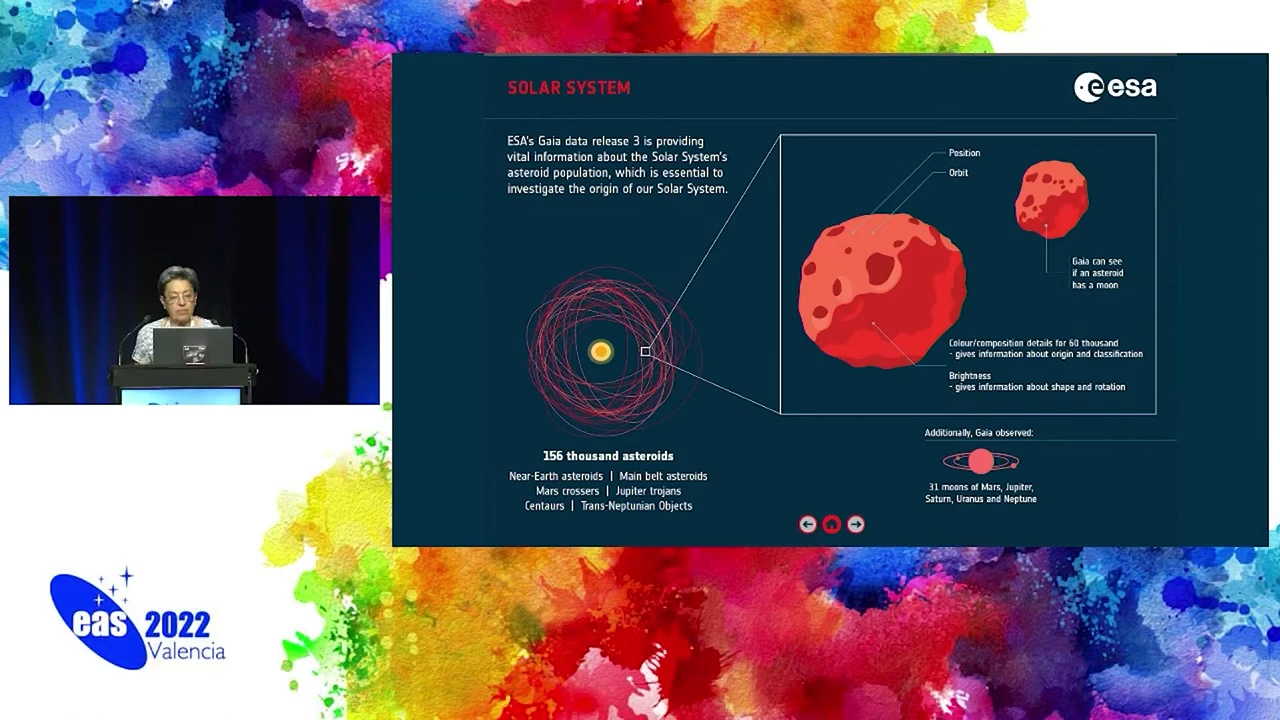 SOLAR SYSTEM
esa
ESA's Gaia data release 3 is providing
vital information about the Solar System's
asteroid population, which is essential to
investigate the origin of our Solar System.
Position
Orbit
Gaia can see
if an asteroid
has a moon
Colour/composition details for 60 thousand
- gives information about origin and classification
Brightness
- gives information about shape and rotation
156 thousand asteroids
Near-Earth asteroids | Main belt asteroids
Mars crossers | Jupiter trojans
Centaurs | Trans-Neptunian Objects
Additionally, Gaia observed:
31 moons of Mars, Jupiter,
Saturn, Uranus and Neptune
eas 2022
Valencia